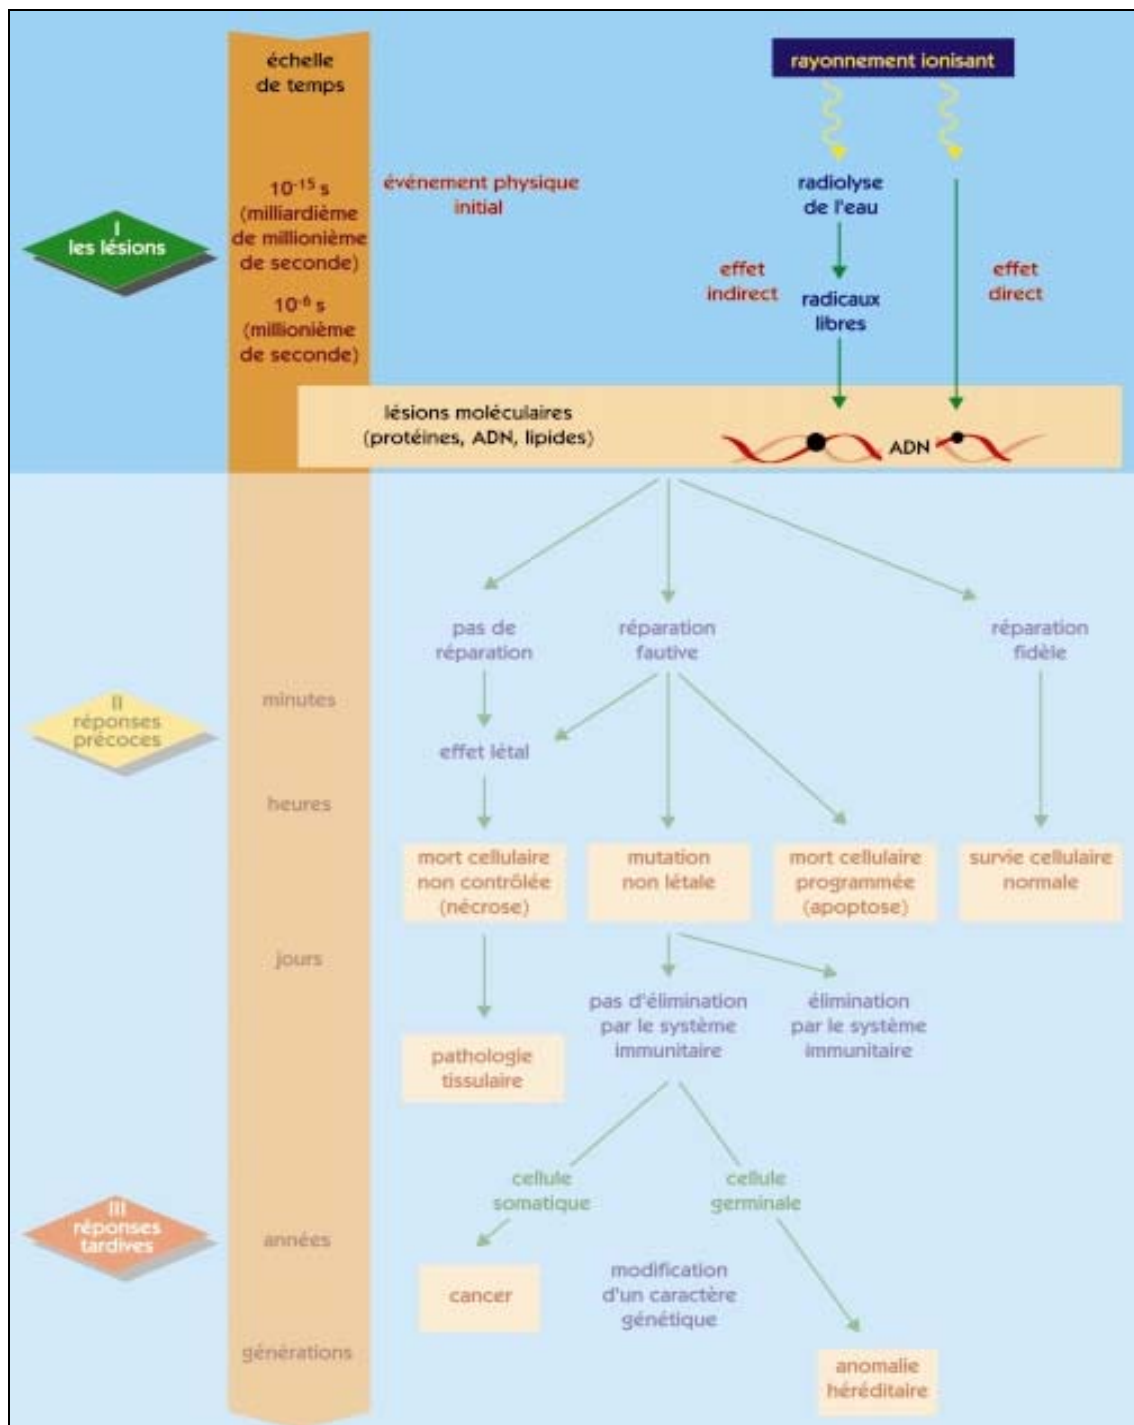 échelle
de temps
rayonnement ionisant
10⁻¹⁵ s
(milliardième
de millionième
de seconde)
événement physique
initial
radiolyse
de l'eau
I
les lésions
effet
indirect
effet
direct
radicaux
libres
10⁻⁶ s
(millionième
de seconde)
lésions moléculaires
(protéines, ADN, lipides)
ADN
pas de
réparation
réparation
fautive
réparation
fidèle
II
réponses
précoces
minutes
effet létal
heures
mort cellulaire
non contrôlée
(nécrose)
mutation
non létale
mort cellulaire
programmée
(apoptose)
survie cellulaire
normale
jours
pas d'élimination
par le système
immunitaire
élimination
par le système
immunitaire
pathologie
tissulaire
cellule
somatique
cellule
germinale
III
réponses
tardives
années
cancer
modification
d'un caractère
génétique
générations
anomalie
héréditaire